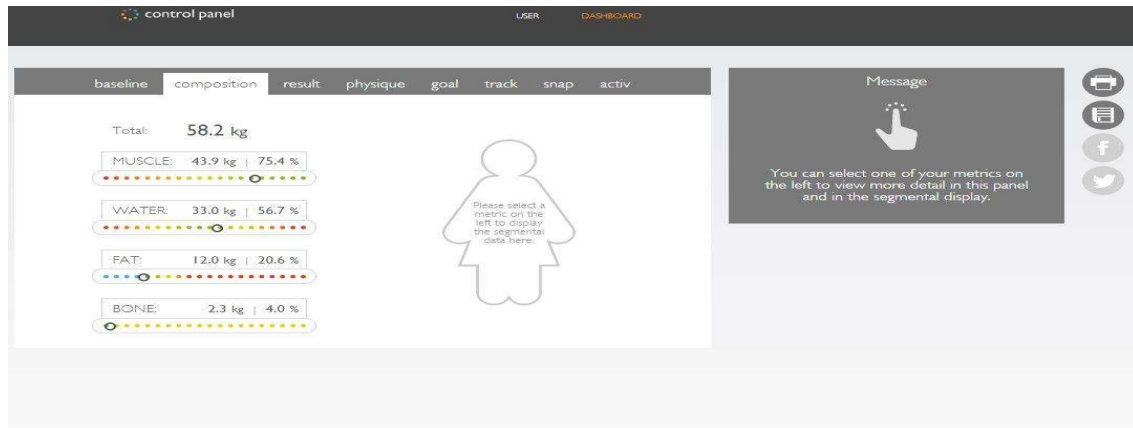 control panel
USER DASHBOARD
baseline composition result physique goal track snap activ
Total: 58.2 kg
MUSCLE: 43.9 kg | 75.4 %
WATER: 33.0 kg | 56.7 %
FAT: 12.0 kg | 20.6 %
BONE: 2.3 kg | 4.0 %
Please select a
metric on the
left to display
the segmental
data here.
Message
You can select one of your metrics on
the left to view more detail in this panel
and in the segmental display.